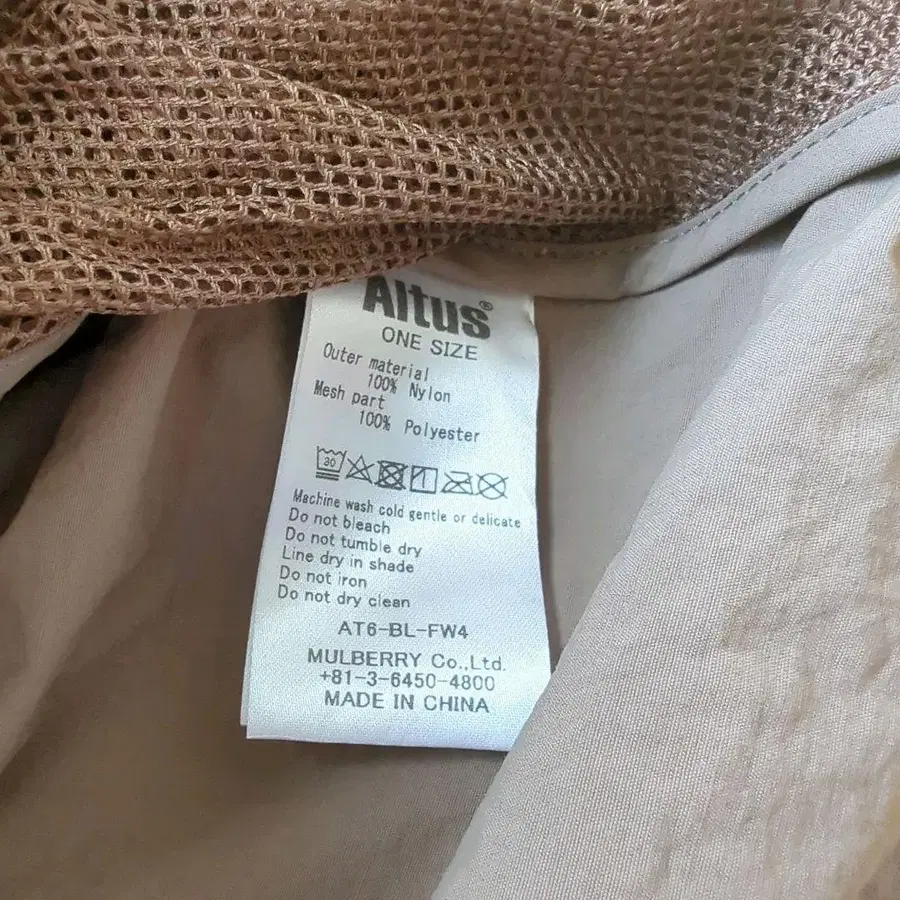 Altus®
ONE SIZE
Outer material
100% Nylon
Mesh part
100% Polyester
30
Machine wash cold gentle or delicate
Do not bleach
Do not tumble dry
Line dry in shade
Do not iron
Do not dry clean
AT6-BL-FW4
MULBERRY Co.,Ltd.
+81-3-6450-4800
MADE IN CHINA